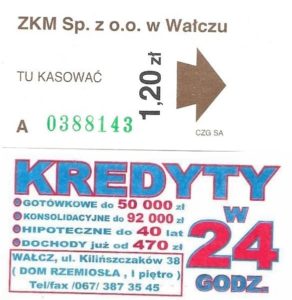 ZKM Sp. z o.o. w Wałczu
TU KASOWAĆ
1,20 zł
A 0388143
CZG SA
KREDYTY
GOTÓWKOWE do 50 000 zł
KONSOLIDACYJNE do 92 000 zł
HIPOTECZNE do 40 lat
DOCHODY już od 470 zł
W
24
GODZ.
WAŁCZ, ul. Kilińszczaków 38
( DOM RZEMIOSŁA , I piętro )
Tel/fax /067/ 387 35 45